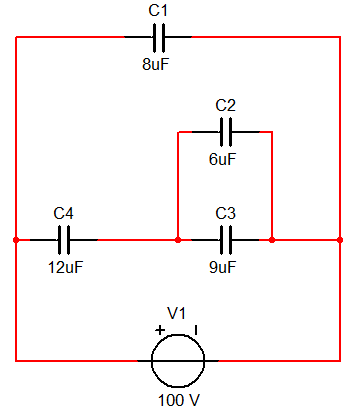 C1
8uF
C2
6uF
C4
C3
12uF
9uF
V1
+ -
100 V